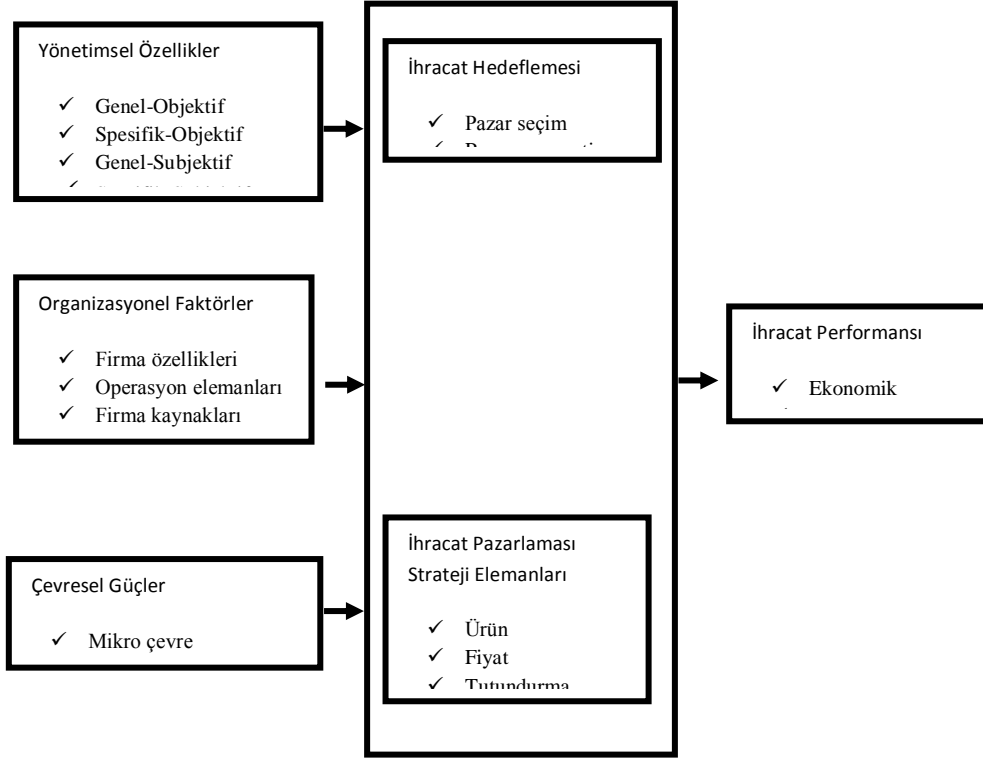 Yönetimsel Özellikler
✓ Genel-Objektif
✓ Spesifik-Objektif
✓ Genel-Subjektif
Organizasyonel Faktörler
✓ Firma özellikleri
✓ Operasyon elemanları
✓ Firma kaynakları
Çevresel Güçler
✓ Mikro çevre
İhracat Hedeflemesi
✓ Pazar seçim
İhracat Pazarlaması
Strateji Elemanları
✓ Ürün
✓ Fiyat
✓ Tutundurma
İhracat Performansı
✓ Ekonomik